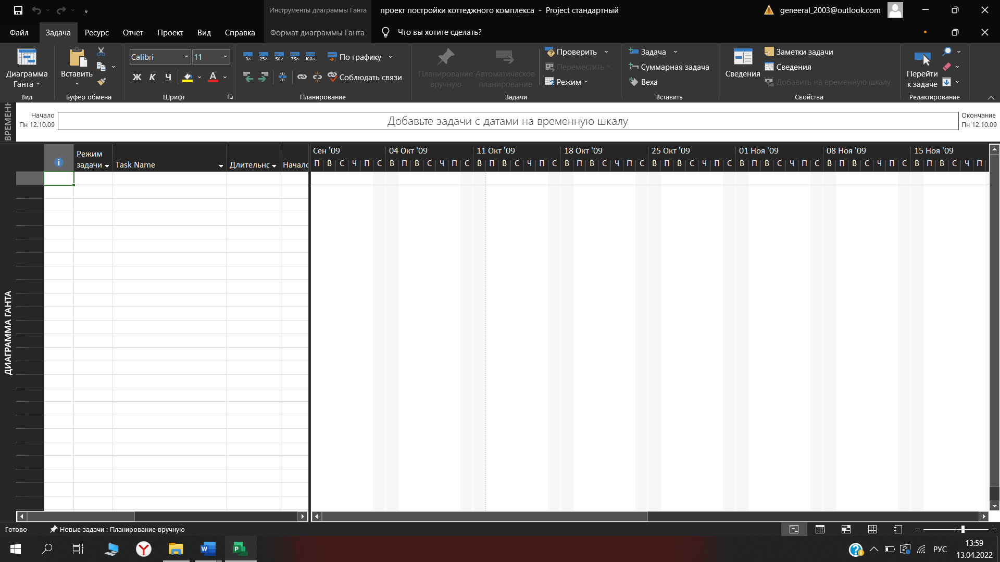 Инструменты диаграммы Ганта
проект постройки коттеджного комплекса - Project стандартный
geneeral_2003@outlook.com
Файл Задача Ресурс Отчет Проект Вид Справка Формат диаграммы Ганта Что вы хотите сделать?
Диаграмма Ганта
Вид
Вставить
Буфер обмена
Calibri 11
Ж К Ч А
Шрифт
0% 25% 50% 75% 100% По графику
Соблюдать связи
Планирование
Планирование вручную
Автоматическое планирование
Проверить
Переместить
Режим
Задачи
Задача
Суммарная задача
Веха
Вставить
Сведения
Заметки задачи
Сведения
Добавить на временную шкалу
Свойства
Перейти к задаче
Редактирование
ВРЕМЕН
Начало
Пн 12.10.09
Добавьте задачи с датами на временную шкалу
Окончание
Пн 12.10.09
Режим задачи Task Name Длительнс Начало
Сен '09 04 Окт '09 11 Окт '09 18 Окт '09 25 Окт '09 01 Ноя '09 08 Ноя '09 15 Ноя '09
П В С Ч П С В П В С Ч П С В П В С Ч П С В П В С Ч П С В П В С Ч П С В П В С Ч П С В П В С Ч П С В П В С Ч П
ДИАГРАММА ГАНТА
Готово Новые задачи : Планирование вручную
РУС
13:59
13.04.2022